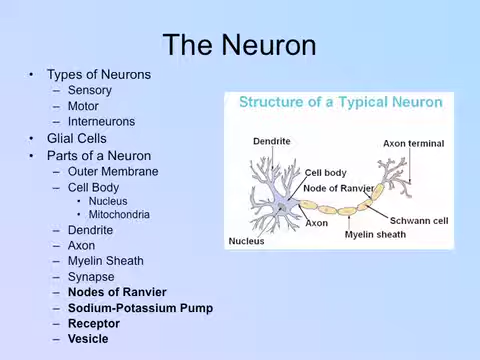 The Neuron
• Types of Neurons
– Sensory
– Motor
– Interneurons
• Glial Cells
• Parts of a Neuron
– Outer Membrane
– Cell Body
• Nucleus
• Mitochondria
– Dendrite
– Axon
– Myelin Sheath
– Synapse
– Nodes of Ranvier
– Sodium-Potassium Pump
– Receptor
– Vesicle
Structure of a Typical Neuron
Dendrite
Axon terminal
Cell body
Node of Ranvier
Schwann cell
Axon
Myelin sheath
Nucleus